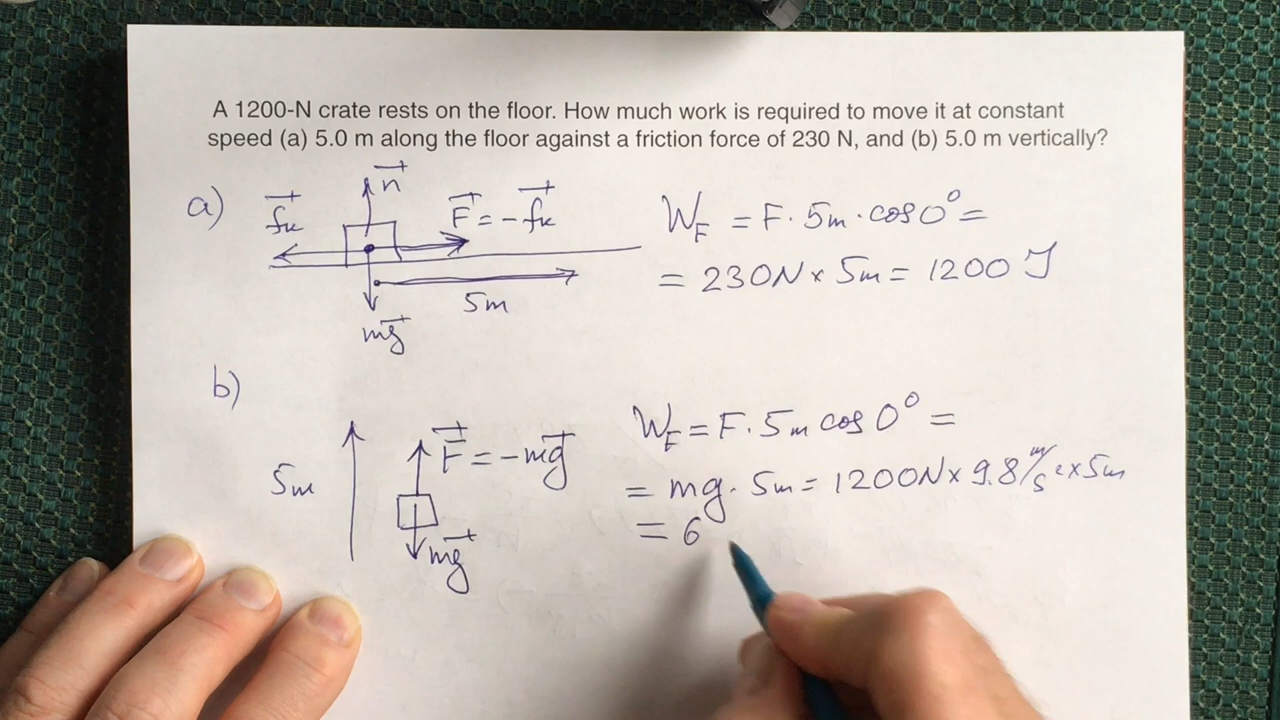 A 1200-N crate rests on the floor. How much work is required to move it at constant
speed (a) 5.0 m along the floor against a friction force of 230 N, and (b) 5.0 m vertically?
a)
n⃗
f⃗k
F⃗ = -f⃗k
5m
mg⃗
W_F = F · 5m · cos 0° =
= 230N × 5m = 1200 J
b)
5m
F⃗ = -mg⃗
mg⃗
W_F = F · 5m cos 0° =
= mg · 5m = 1200N × 9.8 m/s² × 5m
= 6